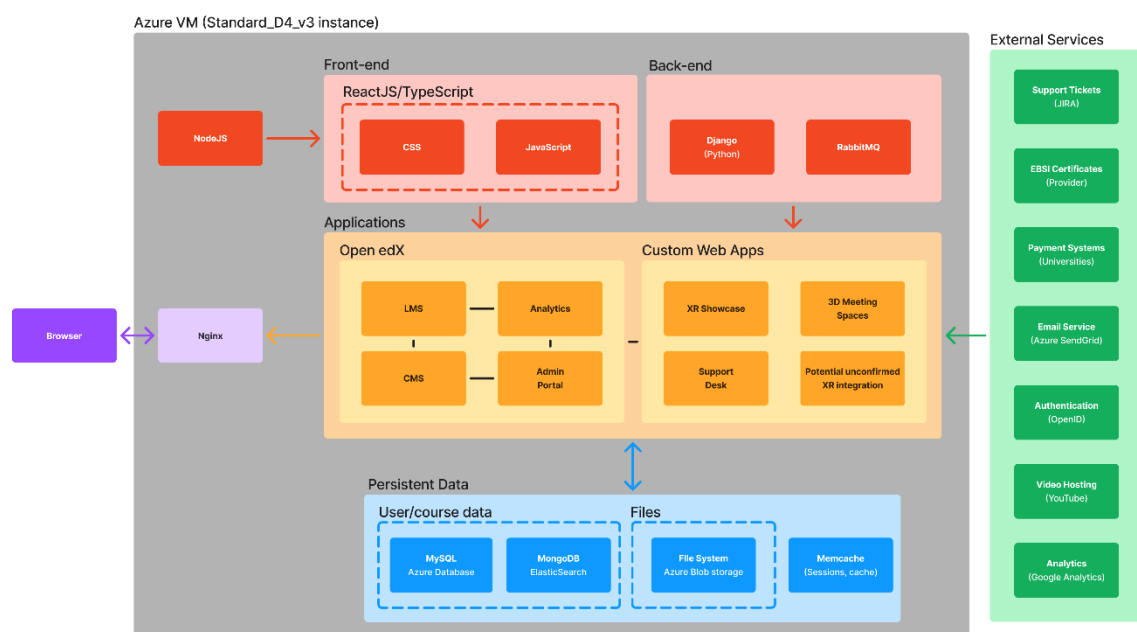 Azure VM (Standard_D4_v3 instance)
External Services
Front-end
Back-end
ReactJS/TypeScript
NodeJS
CSS
JavaScript
Django
(Python)
RabbitMQ
Applications
Open edX
Custom Web Apps
LMS
Analytics
CMS
Admin
Portal
XR Showcase
3D Meeting
Spaces
Support
Desk
Potential unconfirmed
XR integration
Browser
Nginx
Persistent Data
User/course data
Files
MySQL
Azure Database
MongoDB
ElasticSearch
File System
Azure Blob storage
Memcache
(Sessions, cache)
Support Tickets
(JIRA)
EBSI Certificates
(Provider)
Payment Systems
(Universities)
Email Service
(Azure SendGrid)
Authentication
(OpenID)
Video Hosting
(YouTube)
Analytics
(Google Analytics)